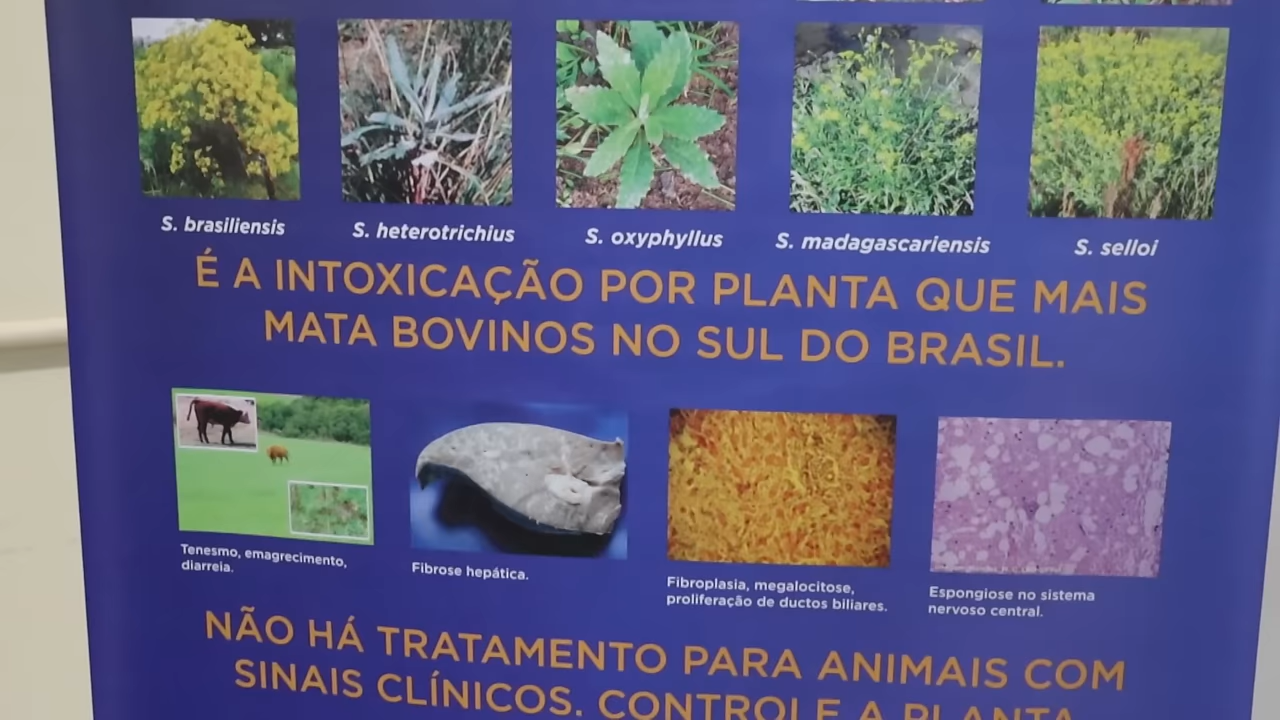 S. brasiliensis
S. heterotrichius
S. oxyphyllus
S. madagascariensis
S. selloi
É A INTOXICAÇÃO POR PLANTA QUE MAIS
MATA BOVINOS NO SUL DO BRASIL.
Tenesmo, emagrecimento,
diarreia.
Fibrose hepática.
Fibroplasia, megalocitose,
proliferação de ductos biliares.
Espongiose no sistema
nervoso central.
NÃO HÁ TRATAMENTO PARA ANIMAIS COM
SINAIS CLÍNICOS. CONTROLE A PLANTA